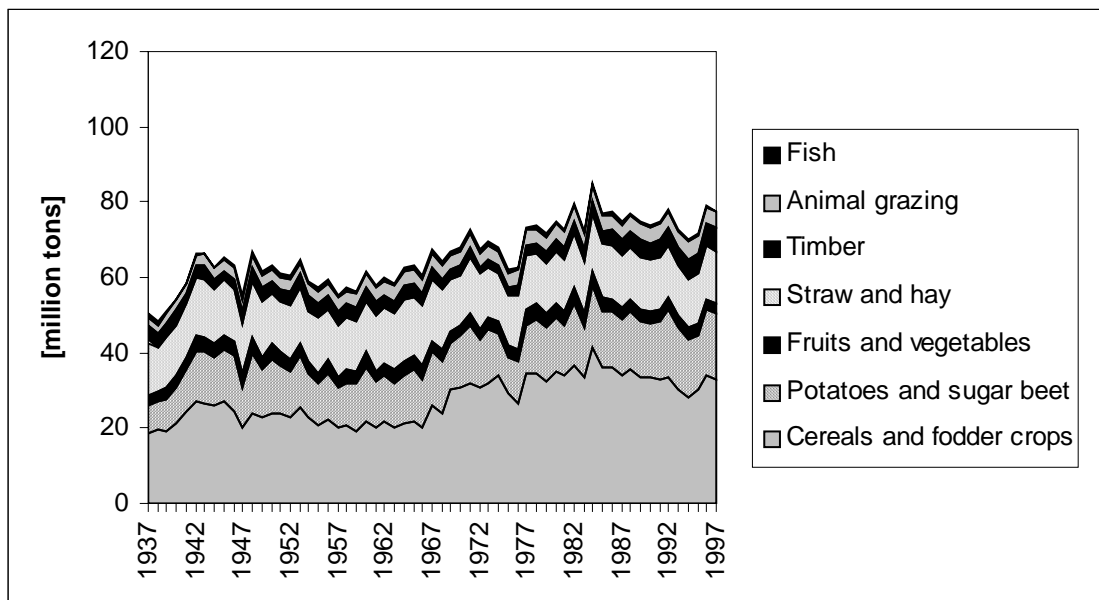 120
100
80
60
40
20
0
[million tons]
1937
1942
1947
1952
1957
1962
1967
1972
1977
1982
1987
1992
1997
Fish
Animal grazing
Timber
Straw and hay
Fruits and vegetables
Potatoes and sugar beet
Cereals and fodder crops